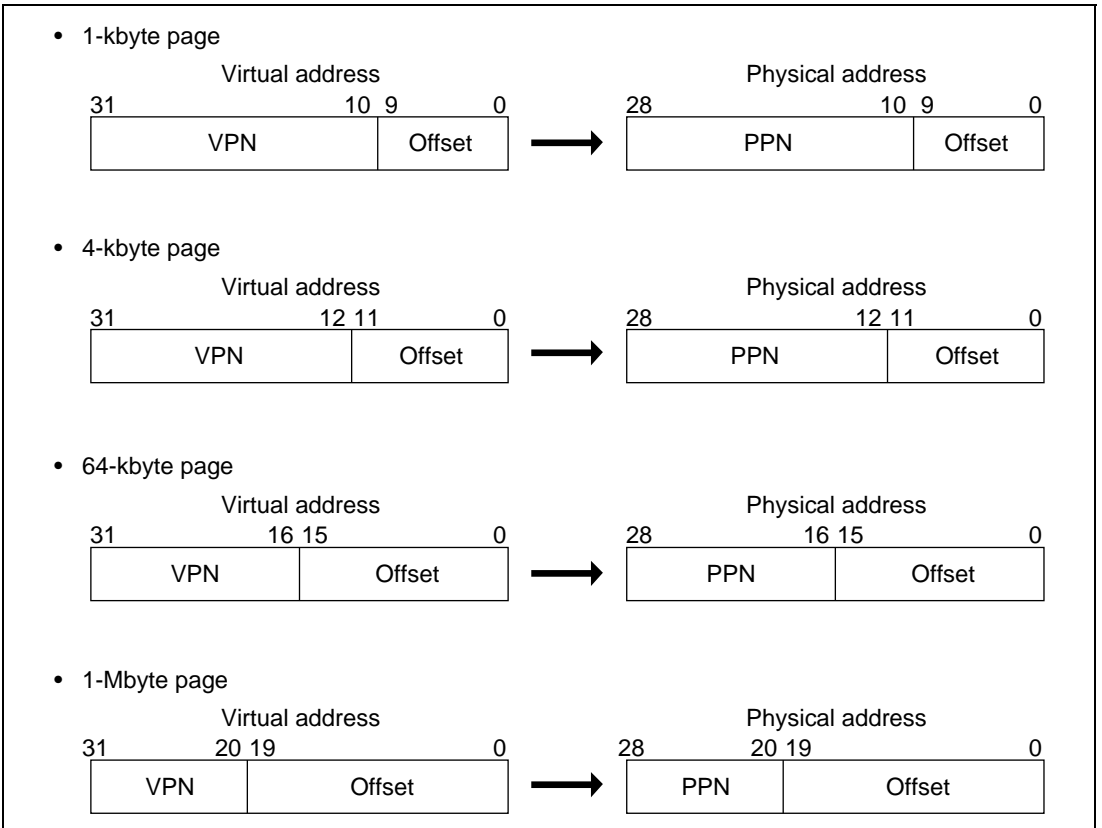 • 1-kbyte page
Virtual address Physical address
31 10 9 0 28 10 9 0
VPN Offset PPN Offset
• 4-kbyte page
Virtual address Physical address
31 12 11 0 28 12 11 0
VPN Offset PPN Offset
• 64-kbyte page
Virtual address Physical address
31 16 15 0 28 16 15 0
VPN Offset PPN Offset
• 1-Mbyte page
Virtual address Physical address
31 20 19 0 28 20 19 0
VPN Offset PPN Offset